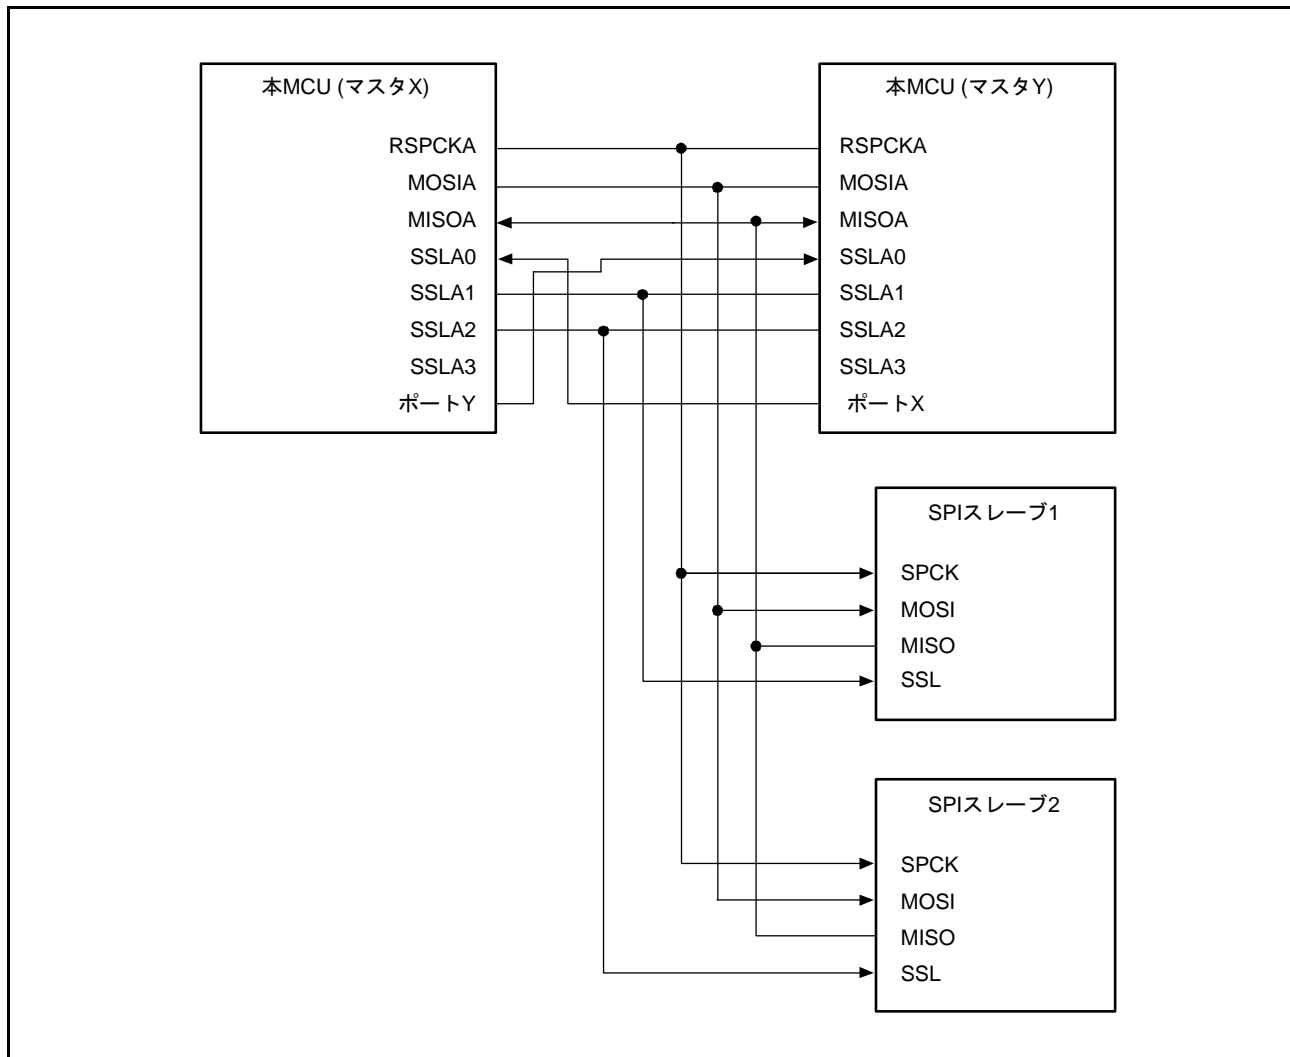 本MCU (マスタX)
RSPCKA
MOSIA
MISOA
SSLA0
SSLA1
SSLA2
SSLA3
ポートY
本MCU (マスタY)
RSPCKA
MOSIA
MISOA
SSLA0
SSLA1
SSLA2
SSLA3
ポートX
SPIスレーブ1
SPCK
MOSI
MISO
SSL
SPIスレーブ2
SPCK
MOSI
MISO
SSL